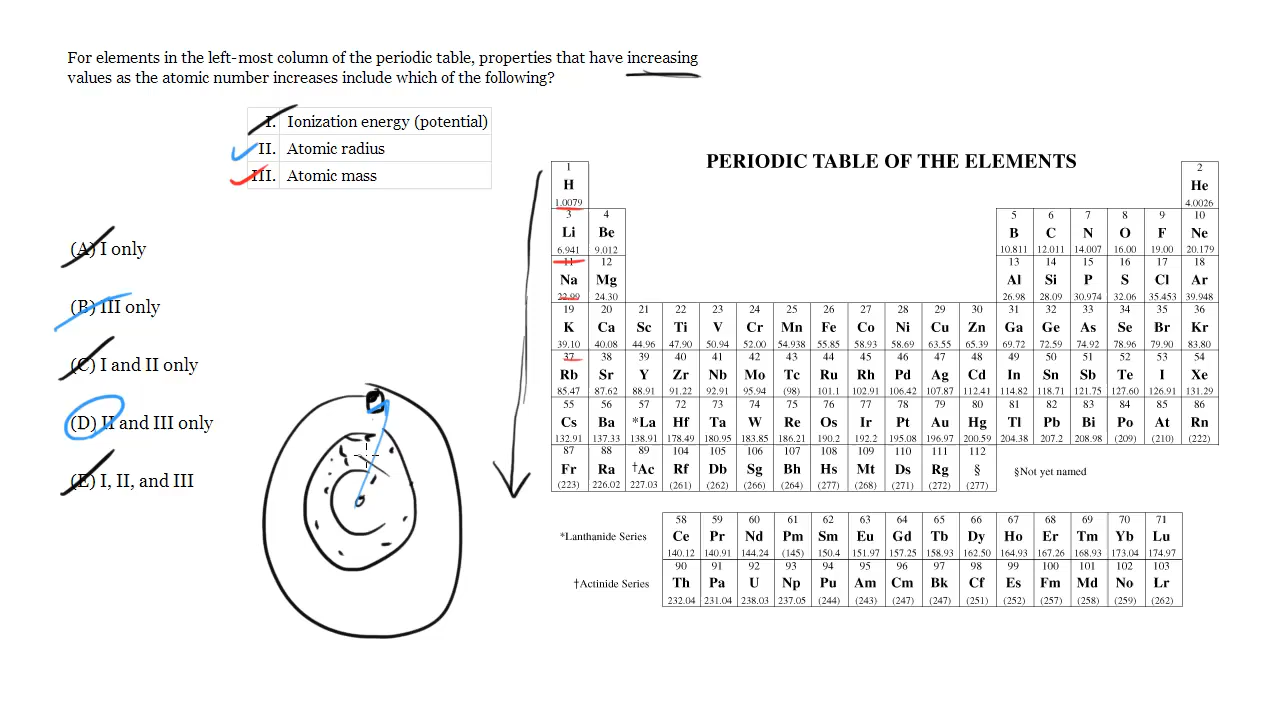 For elements in the left-most column of the periodic table, properties that have increasing
values as the atomic number increases include which of the following?
I. Ionization energy (potential)
II. Atomic radius
III. Atomic mass
(A) I only
(B) III only
(C) I and II only
(D) II and III only
(E) I, II, and III
PERIODIC TABLE OF THE ELEMENTS
1 2
H He
1.0079 4.0026
3 4 5 6 7 8 9 10
Li Be B C N O F Ne
6.941 9.012 10.811 12.011 14.007 16.00 19.00 20.179
11 12 13 14 15 16 17 18
Na Mg Al Si P S Cl Ar
22.99 24.30 26.98 28.09 30.974 32.06 35.453 39.948
19 20 21 22 23 24 25 26 27 28 29 30 31 32 33 34 35 36
K Ca Sc Ti V Cr Mn Fe Co Ni Cu Zn Ga Ge As Se Br Kr
39.10 40.08 44.96 47.90 50.94 52.00 54.938 55.85 58.93 58.69 63.55 65.39 69.72 72.59 74.92 78.96 79.90 83.80
37 38 39 40 41 42 43 44 45 46 47 48 49 50 51 52 53 54
Rb Sr Y Zr Nb Mo Tc Ru Rh Pd Ag Cd In Sn Sb Te I Xe
85.47 87.62 88.91 91.22 92.91 95.94 (98) 101.1 102.91 106.42 107.87 112.41 114.82 118.71 121.75 127.60 126.91 131.29
55 56 57 72 73 74 75 76 77 78 79 80 81 82 83 84 85 86
Cs Ba *La Hf Ta W Re Os Ir Pt Au Hg Tl Pb Bi Po At Rn
132.91 137.33 138.91 178.49 180.95 183.85 186.21 190.2 192.2 195.08 196.97 200.59 204.38 207.2 208.98 (209) (210) (222)
87 88 89 104 105 106 107 108 109 110 111 112
Fr Ra †Ac Rf Db Sg Bh Hs Mt Ds Rg § §Not yet named
(223) 226.02 227.03 (261) (262) (266) (264) (277) (268) (271) (272) (277)
58 59 60 61 62 63 64 65 66 67 68 69 70 71
*Lanthanide Series Ce Pr Nd Pm Sm Eu Gd Tb Dy Ho Er Tm Yb Lu
140.12 140.91 144.24 (145) 150.4 151.97 157.25 158.93 162.50 164.93 167.26 168.93 173.04 174.97
90 91 92 93 94 95 96 97 98 99 100 101 102 103
†Actinide Series Th Pa U Np Pu Am Cm Bk Cf Es Fm Md No Lr
232.04 231.04 238.03 237.05 (244) (243) (247) (247) (251) (252) (257) (258) (259) (262)